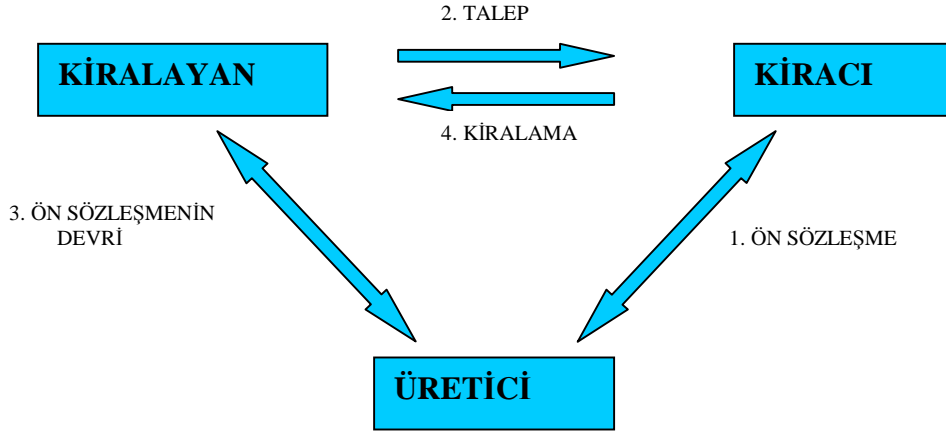 2. TALEP
KİRALAYAN
KİRACI
4. KİRALAMA
3. ÖN SÖZLEŞMENİN
DEVRİ
1. ÖN SÖZLEŞME
ÜRETİCİ